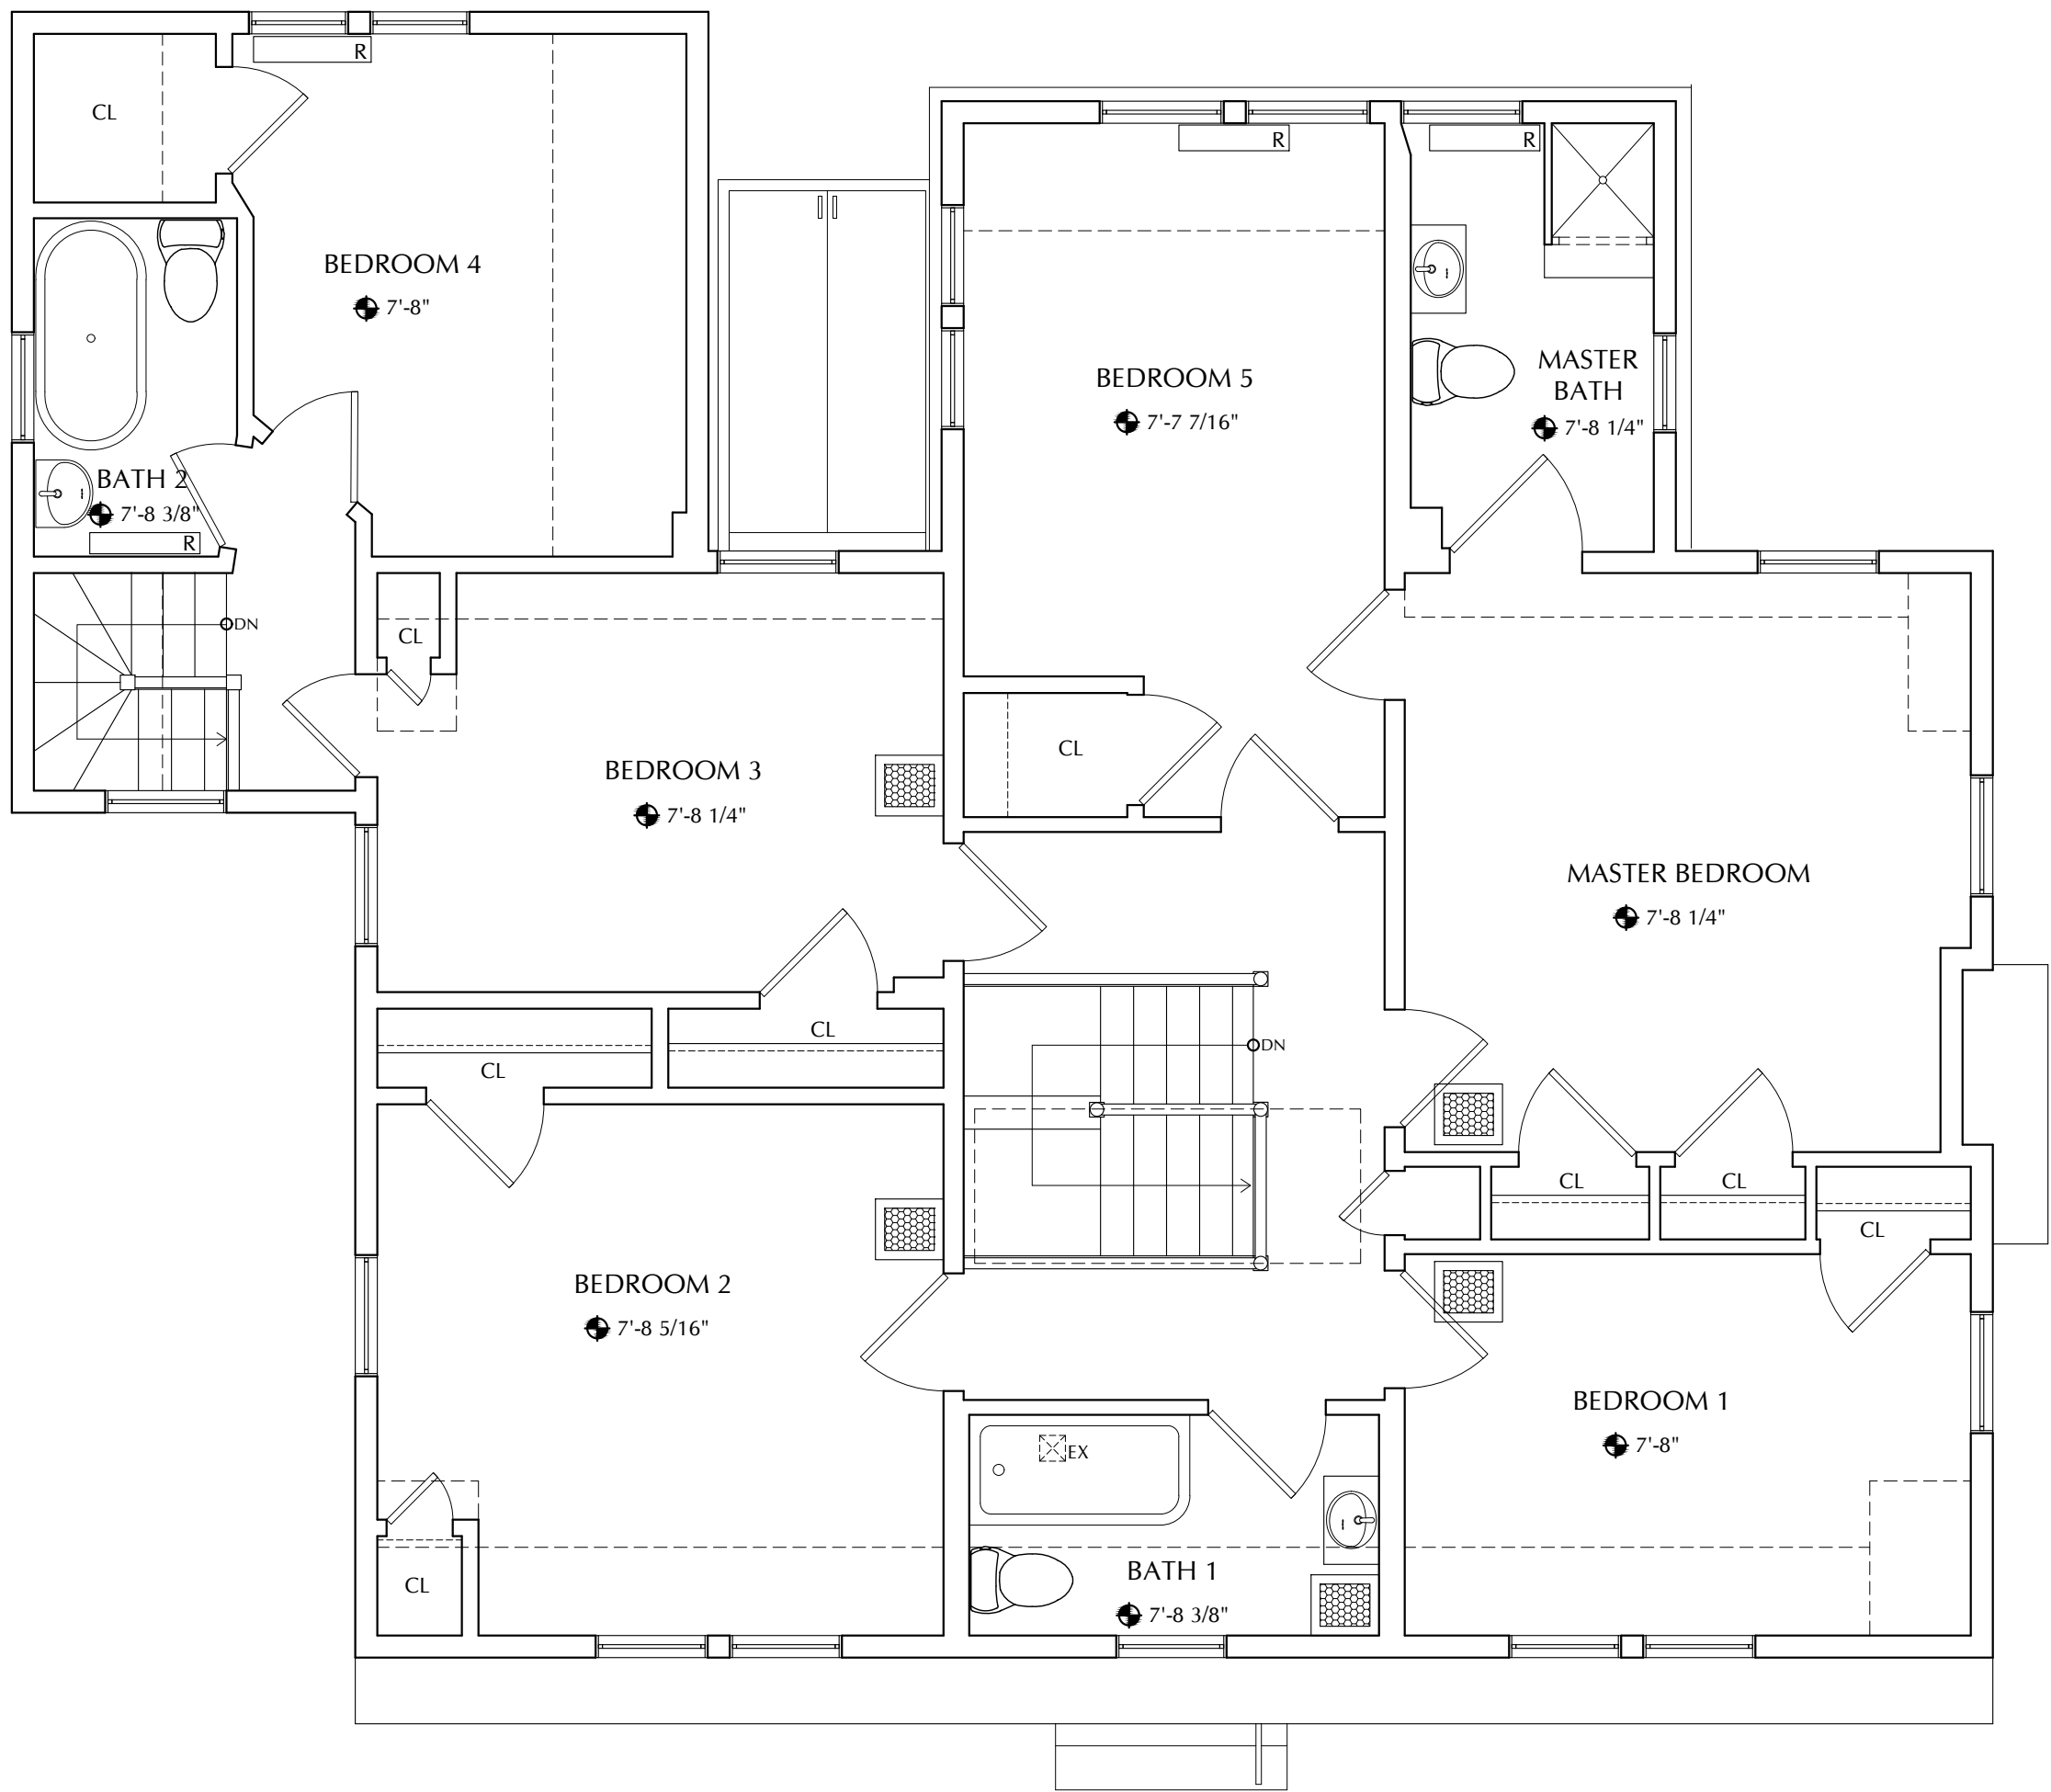 R
CL
R
R
BEDROOM 4
7'-8"
BEDROOM 5
7'-7 7/16"
MASTER
BATH
7'-8 1/4"
BATH 2
7'-8 3/8"
R
DN
CL
CL
BEDROOM 3
7'-8 1/4"
MASTER BEDROOM
7'-8 1/4"
CL
CL
DN
CL
CL
CL
BEDROOM 2
7'-8 5/16"
BEDROOM 1
7'-8"
EX
CL
BATH 1
7'-8 3/8"